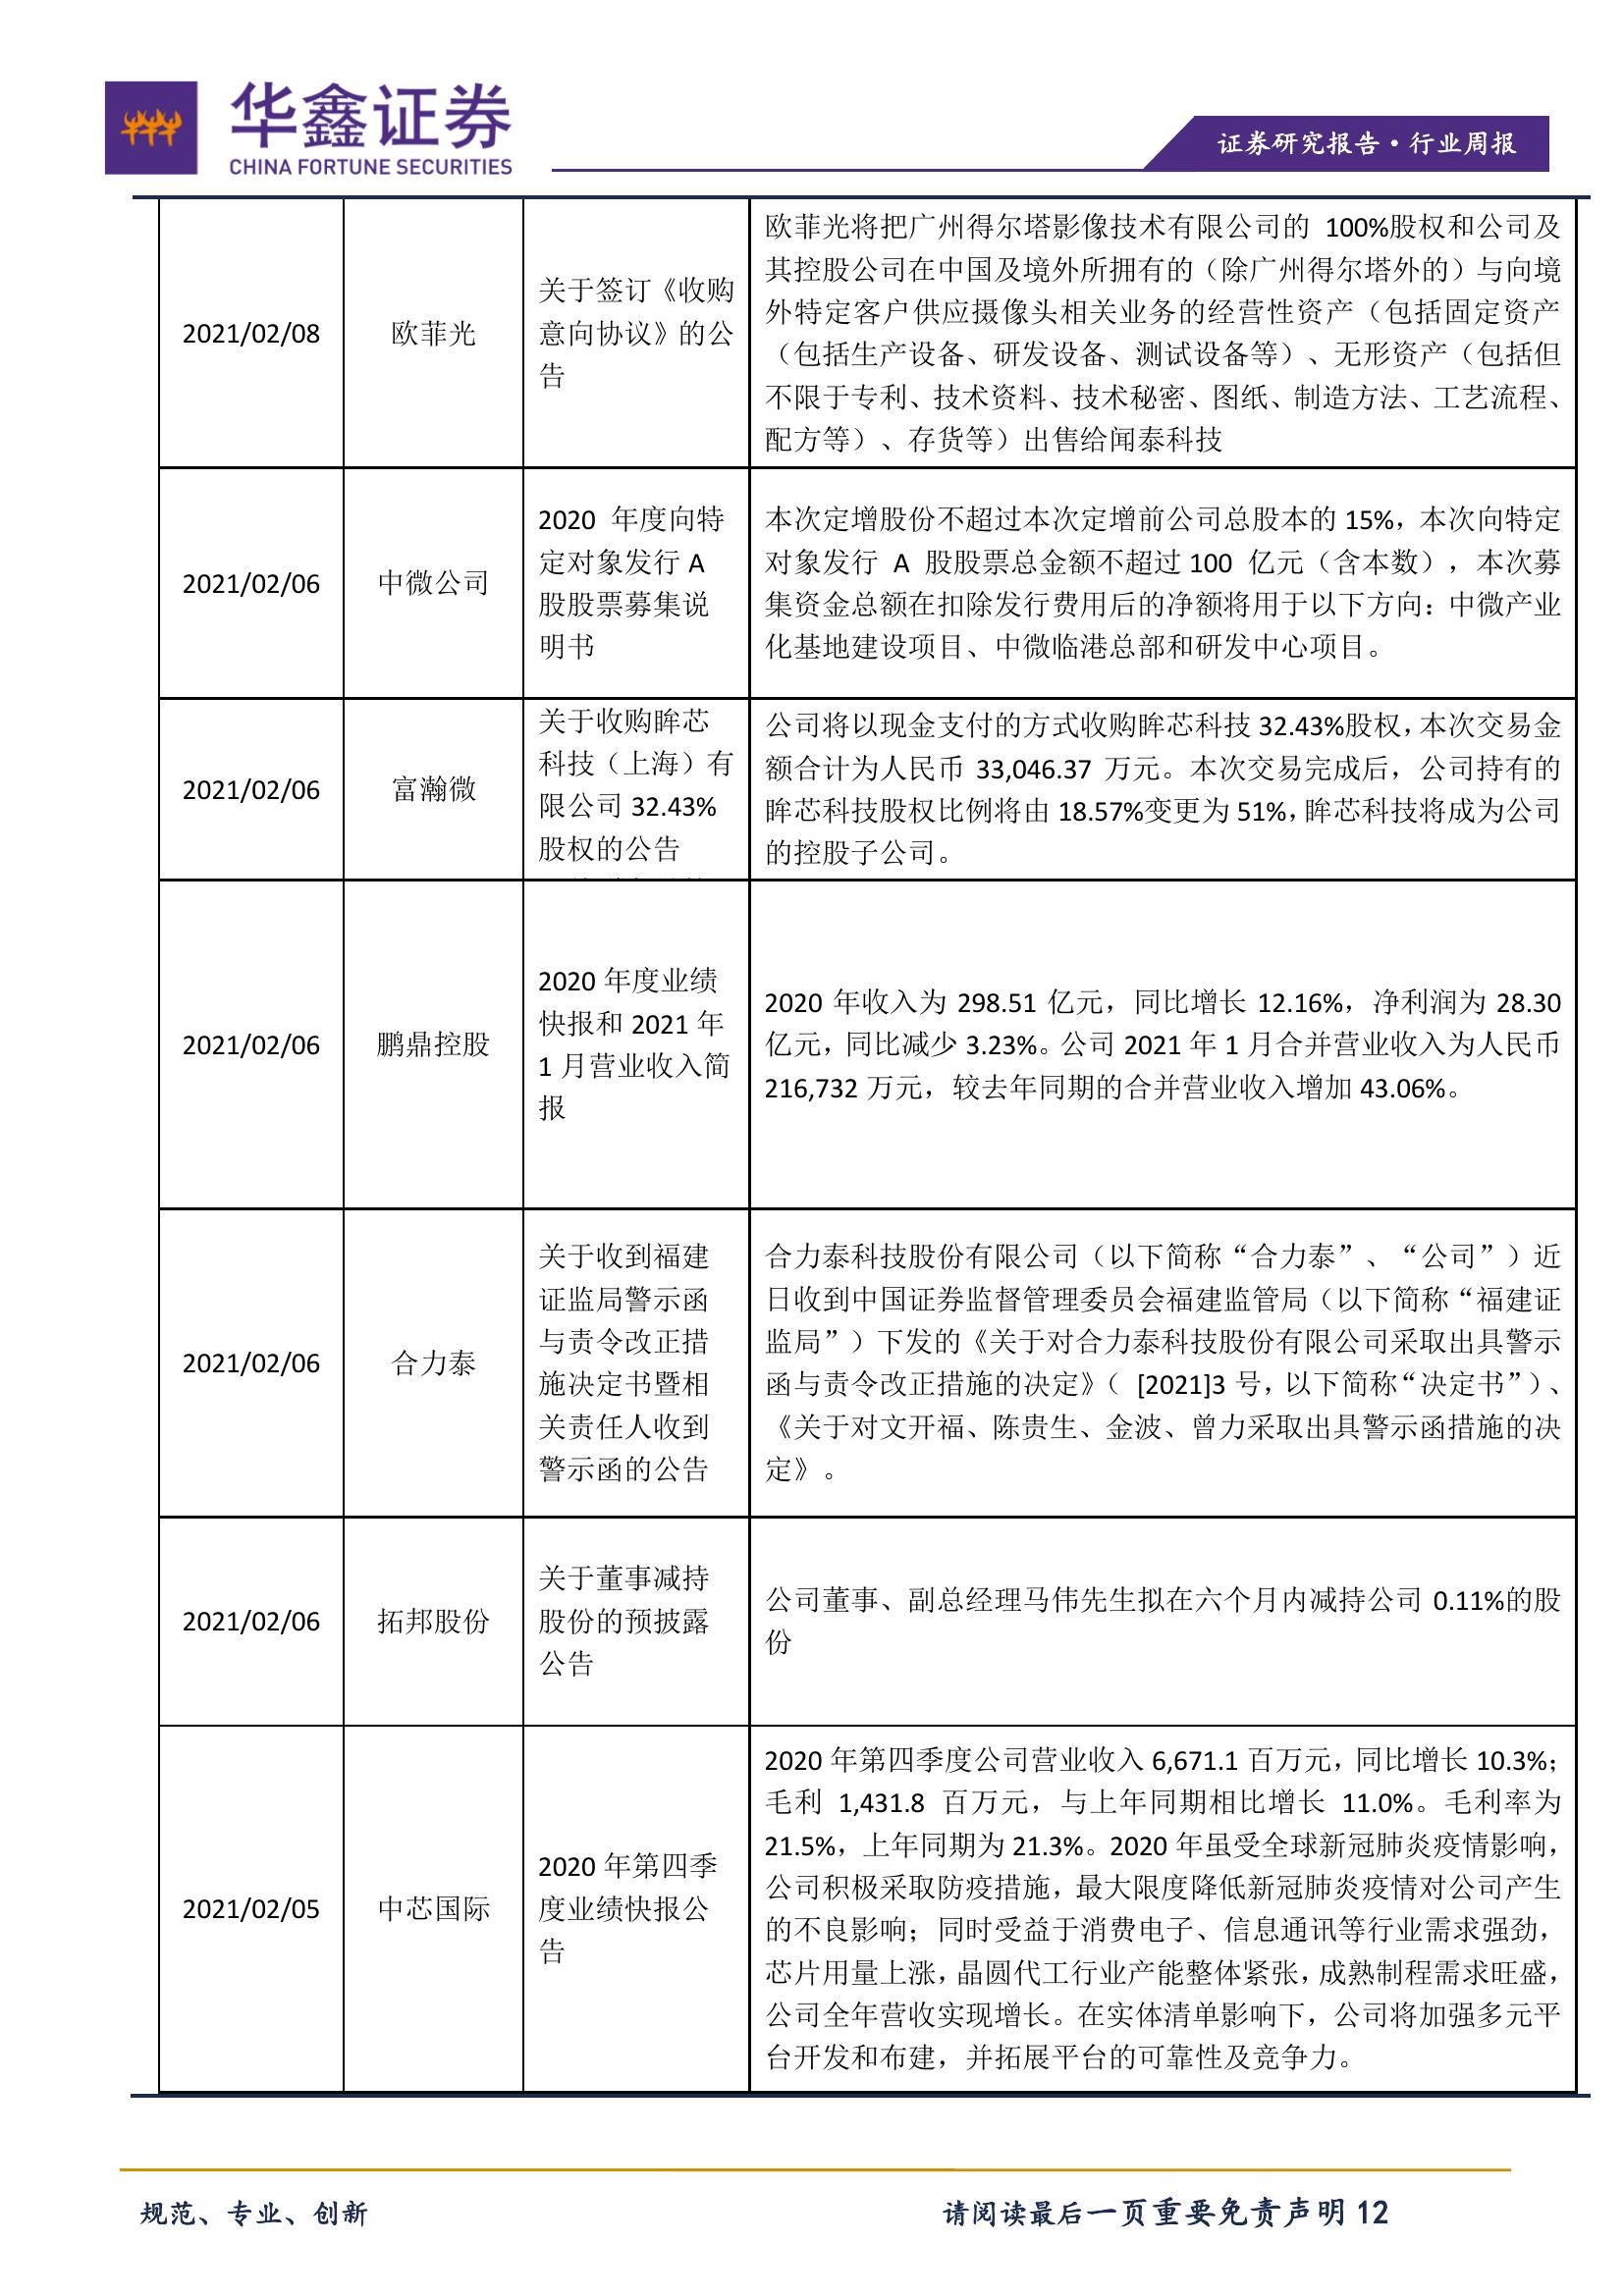 华鑫证券
CHINA FORTUNE SECURITIES
证券研究报告·行业周报
2021/02/08
欧菲光
关于签订《收购
意向协议》的公
告
欧菲光将把广州得尔塔影像技术有限公司的 100%股权和公司及
其控股公司在中国及境外所拥有的（除广州得尔塔外的）与向境
外特定客户供应摄像头相关业务的经营性资产（包括固定资产
（包括生产设备、研发设备、测试设备等）、无形资产（包括但
不限于专利、技术资料、技术秘密、图纸、制造方法、工艺流程、
配方等）、存货等）出售给闻泰科技
2021/02/06
中微公司
2020 年度向特
定对象发行 A
股股票募集说
明书
本次定增股份不超过本次定增前公司总股本的 15%，本次向特定
对象发行 A 股股票总金额不超过 100 亿元（含本数），本次募
集资金总额在扣除发行费用后的净额将用于以下方向：中微产业
化基地建设项目、中微临港总部和研发中心项目。
2021/02/06
富瀚微
关于收购眸芯
科技（上海）有
限公司 32.43%
股权的公告
公司将以现金支付的方式收购眸芯科技 32.43%股权，本次交易金
额合计为人民币 33,046.37 万元。本次交易完成后，公司持有的
眸芯科技股权比例将由 18.57%变更为 51%，眸芯科技将成为公司
的控股子公司。
2021/02/06
鹏鼎控股
2020 年度业绩
快报和 2021 年
1 月营业收入简
报
2020 年收入为 298.51 亿元，同比增长 12.16%，净利润为 28.30
亿元，同比减少 3.23%。公司 2021 年 1 月合并营业收入为人民币
216,732 万元，较去年同期的合并营业收入增加 43.06%。
2021/02/06
合力泰
关于收到福建
证监局警示函
与责令改正措
施决定书暨相
关责任人收到
警示函的公告
合力泰科技股份有限公司（以下简称“合力泰”、“公司”）近
日收到中国证券监督管理委员会福建监管局（以下简称“福建证
监局”）下发的《关于对合力泰科技股份有限公司采取出具警示
函与责令改正措施的决定》（ [2021]3 号，以下简称“决定书”）、
《关于对文开福、陈贵生、金波、曾力采取出具警示函措施的决
定》。
2021/02/06
拓邦股份
关于董事减持
股份的预披露
公告
公司董事、副总经理马伟先生拟在六个月内减持公司 0.11%的股
份
2021/02/05
中芯国际
2020 年第四季
度业绩快报公
告
2020 年第四季度公司营业收入 6,671.1 百万元，同比增长 10.3%；
毛利 1,431.8 百万元，与上年同期相比增长 11.0%。毛利率为
21.5%，上年同期为 21.3%。2020 年虽受全球新冠肺炎疫情影响，
公司积极采取防疫措施，最大限度降低新冠肺炎疫情对公司产生
的不良影响；同时受益于消费电子、信息通讯等行业需求强劲，
芯片用量上涨，晶圆代工行业产能整体紧张，成熟制程需求旺盛，
公司全年营收实现增长。在实体清单影响下，公司将加强多元平
台开发和布建，并拓展平台的可靠性及竞争力。
规范、专业、创新
请阅读最后一页重要免责声明 12